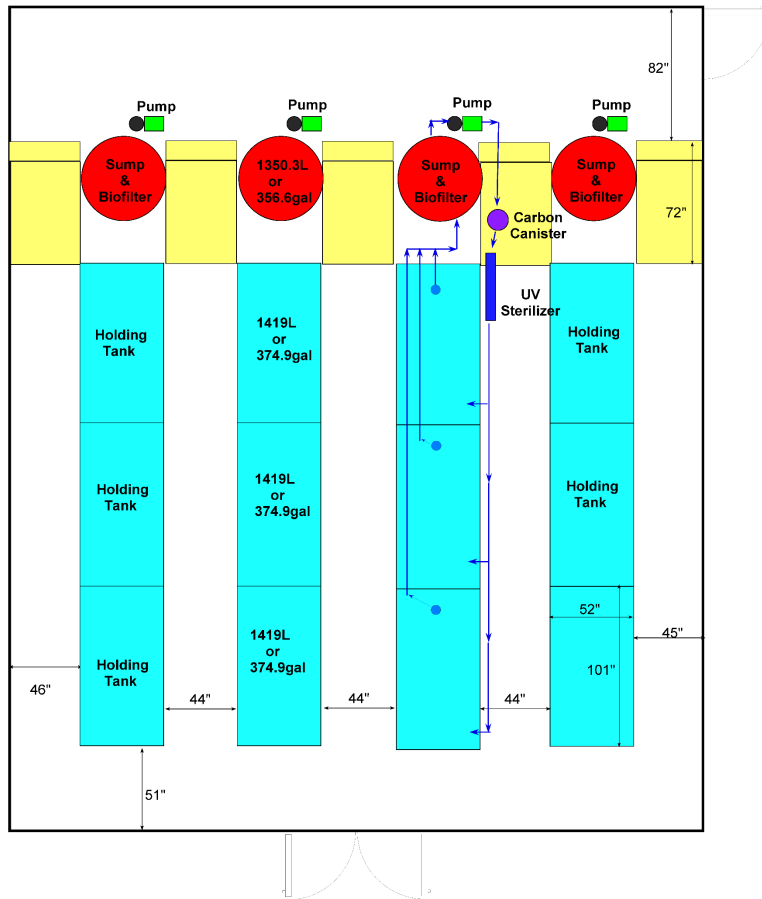 82"
Pump
Pump
Pump
Pump
Sump
&
Biofilter
1350.3L
or
356.6gal
Sump
&
Biofilter
Sump
&
Biofilter
72"
Carbon
Canister
UV
Sterilizer
Holding
Tank
1419L
or
374.9gal
Holding
Tank
Holding
Tank
1419L
or
374.9gal
Holding
Tank
52"
45"
Holding
Tank
1419L
or
374.9gal
101"
46"
44"
44"
44"
51"